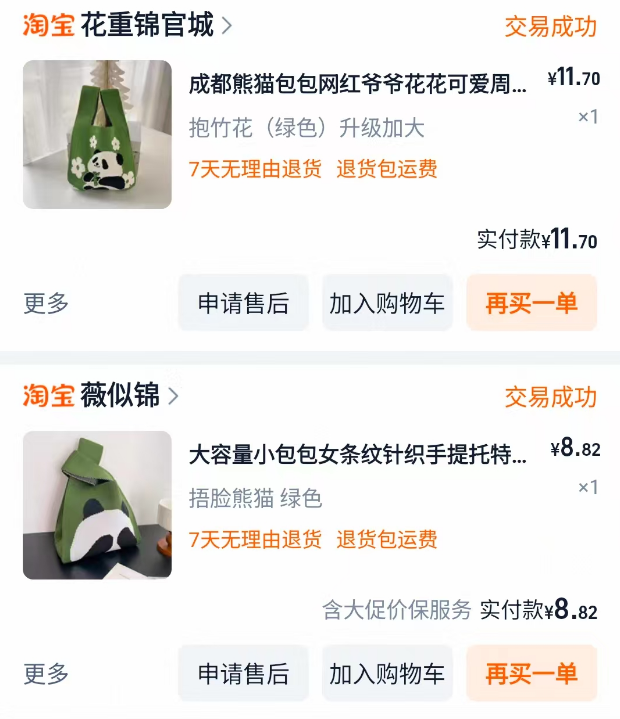 淘宝 花重锦官城 >
交易成功
成都熊猫包包网红爷爷花花可爱周... ¥11.70
抱竹花（绿色）升级加大 ×1
7天无理由退货 退货包运费
实付款¥11.70
更多 申请售后 加入购物车 再买一单
淘宝 薇似锦 >
交易成功
大容量小包包女条纹针织手提托特... ¥8.82
捂脸熊猫 绿色 ×1
7天无理由退货 退货包运费
含大促价保服务 实付款¥8.82
更多 申请售后 加入购物车 再买一单